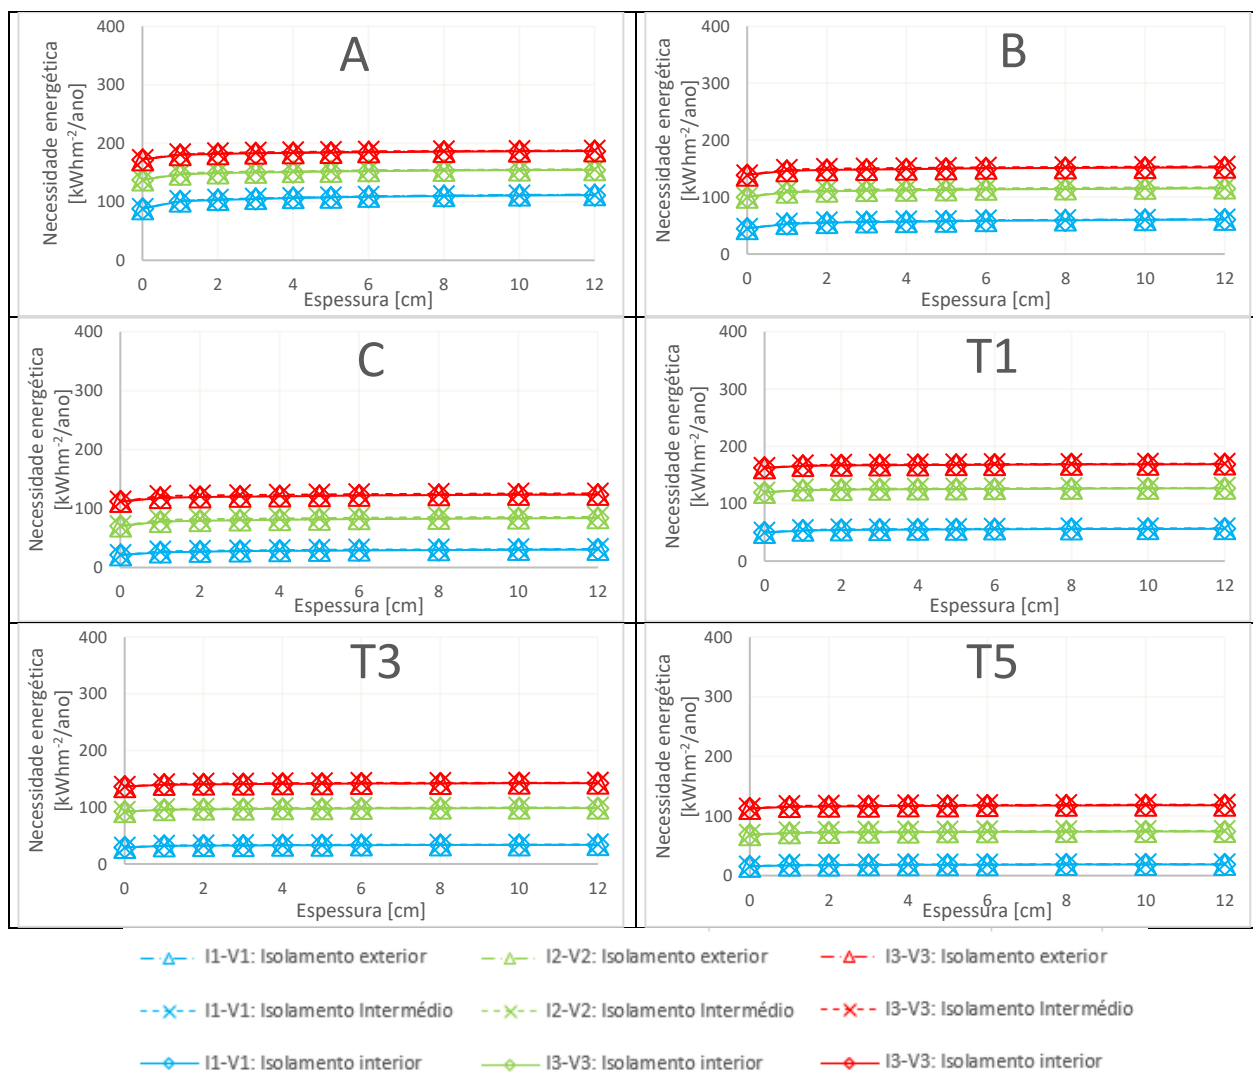 A
Necessidade energética
[kWhm⁻²/ano]
400
300
200
100
0
0 2 4 6 8 10 12
Espessura [cm]
B
Necessidade energética
[kWhm⁻²/ano]
400
300
200
100
0
0 2 4 6 8 10 12
Espessura [cm]
C
Necessidade energética
[kWhm⁻²/ano]
400
300
200
100
0
0 2 4 6 8 10 12
Espessura [cm]
T1
Necessidade energética
[kWhm⁻²/ano]
400
300
200
100
0
0 2 4 6 8 10 12
Espessura [cm]
T3
Necessidade energética
[kWhm⁻²/ano]
400
300
200
100
0
0 2 4 6 8 10 12
Espessura [cm]
T5
Necessidade energética
[kWhm⁻²/ano]
400
300
200
100
0
0 2 4 6 8 10 12
Espessura [cm]
I1-V1: Isolamento exterior I2-V2: Isolamento exterior I3-V3: Isolamento exterior
I1-V1: Isolamento Intermédio I2-V2: Isolamento Intermédio I3-V3: Isolamento Intermédio
I1-V1: Isolamento interior I3-V3: Isolamento interior I3-V3: Isolamento interior